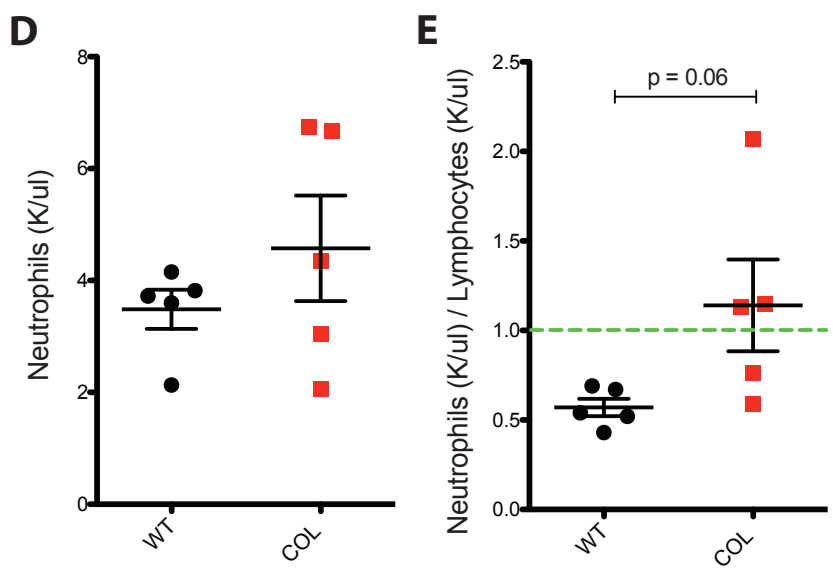 D
Neutrophils (K/ul)
8
6
4
2
0
WT
COL
E
Neutrophils (K/ul) / Lymphocytes (K/ul)
p = 0.06
2.5
2.0
1.5
1.0
0.5
0.0
WT
COL